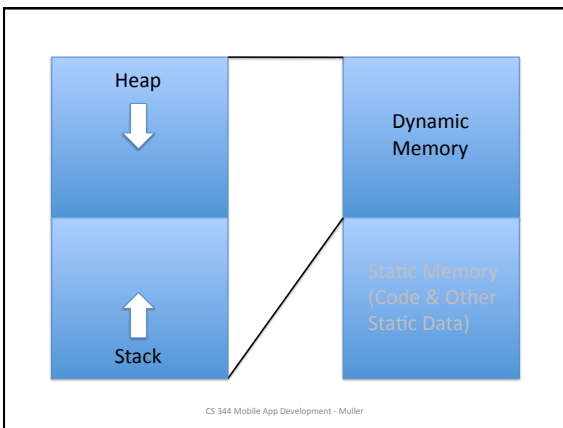 Heap
Stack
Dynamic
Memory
Static Memory
(Code & Other
Static Data)
CS 344 Mobile App Development - Muller